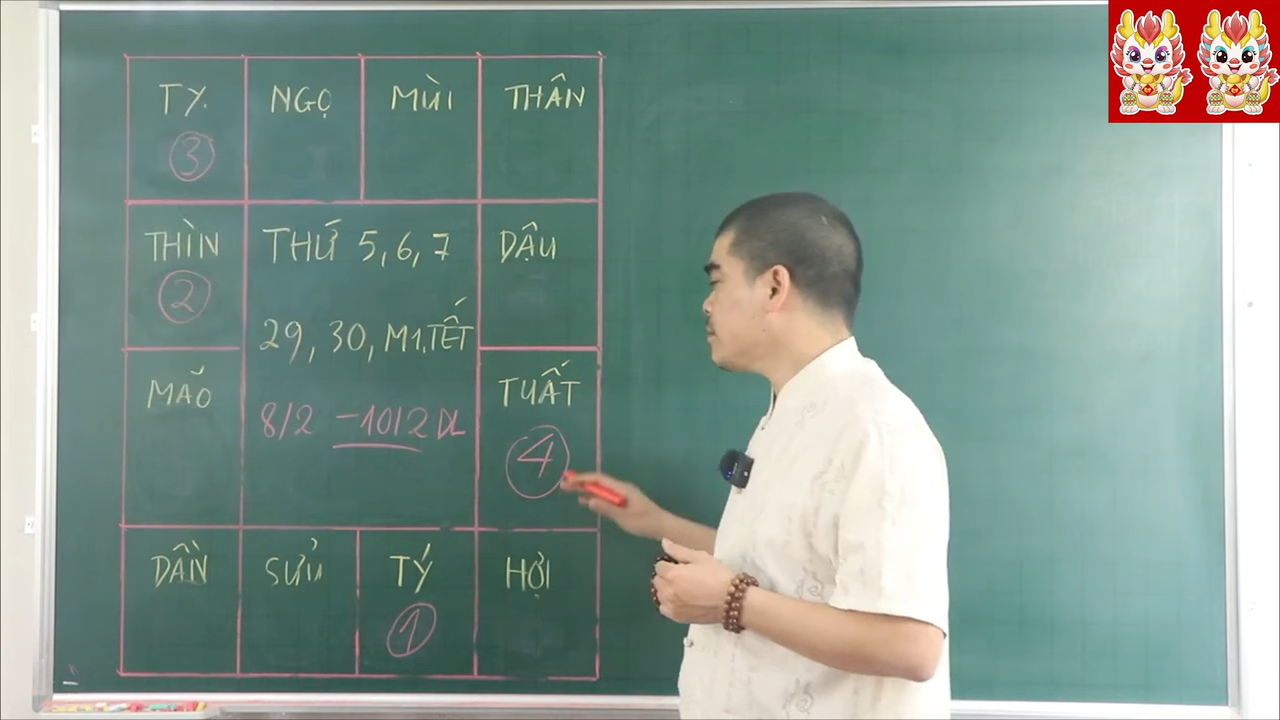 TỴ.
③
NGỌ
MÙI
THÂN
THÌN
②
THỨ 5, 6, 7
29, 30, M1.TẾT
8/2 - 10/2 DL
DẬU
MÃO
TUẤT
④
DẦN
SỬU
TÝ
①
HỢI